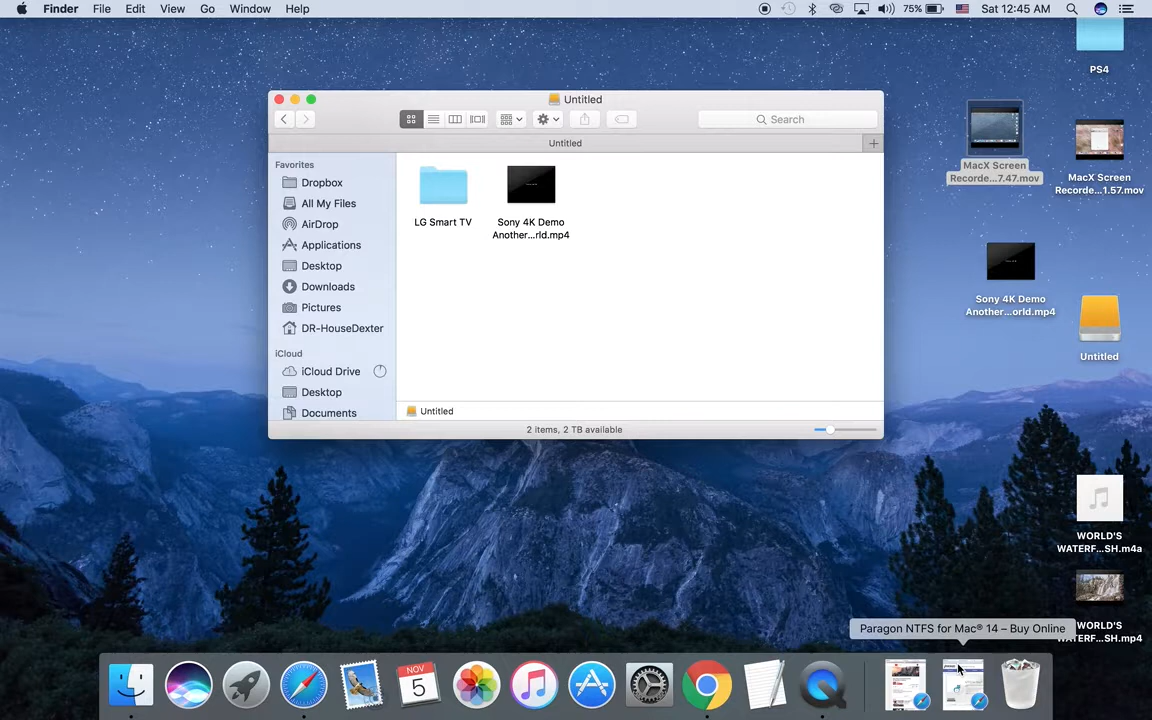 Finder File Edit View Go Window Help
75% Sat 12:45 AM
PS4
MacX Screen
Recorde...7.47.mov
MacX Screen
Recorde...1.57.mov
Sony 4K Demo
Another...orld.mp4
Untitled
WORLD'S
WATERF...SH.m4a
WORLD'S
WATERF...SH.mp4
Untitled
Search
Untitled
Favorites
Dropbox
All My Files
AirDrop
Applications
Desktop
Downloads
Pictures
DR-HouseDexter
iCloud
iCloud Drive
Desktop
Documents
LG Smart TV
Sony 4K Demo
Another...rld.mp4
Untitled
2 items, 2 TB available
Paragon NTFS for Mac® 14 – Buy Online
NOV
5